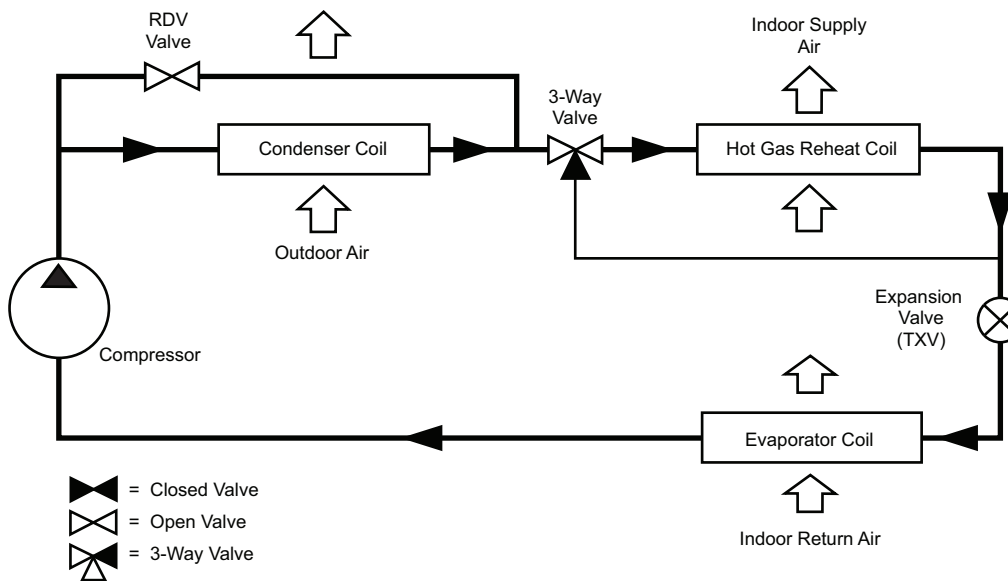 RDV
Valve
Indoor Supply
Air
3-Way
Valve
Condenser Coil
Hot Gas Reheat Coil
Outdoor Air
Expansion
Valve
(TXV)
Compressor
Evaporator Coil
= Closed Valve
= Open Valve
= 3-Way Valve
Indoor Return Air